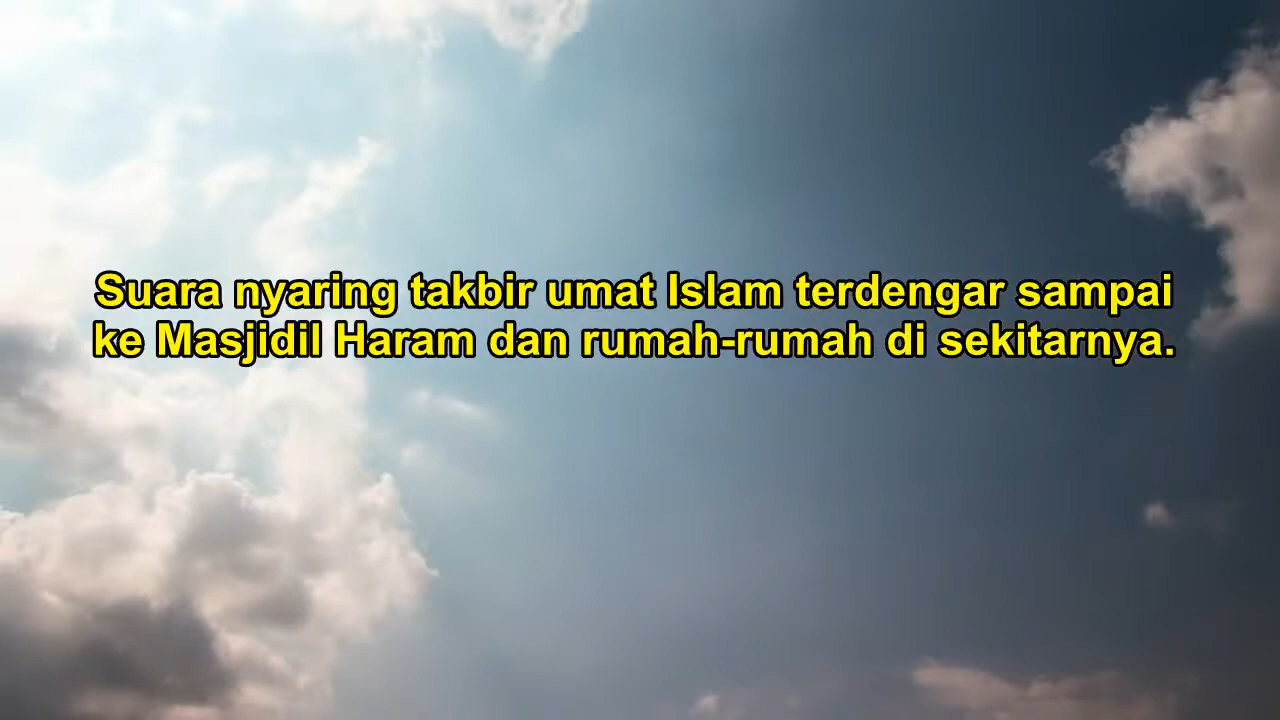 Suara nyaring takbir umat Islam terdengar sampai
ke Masjidil Haram dan rumah-rumah di sekitarnya.